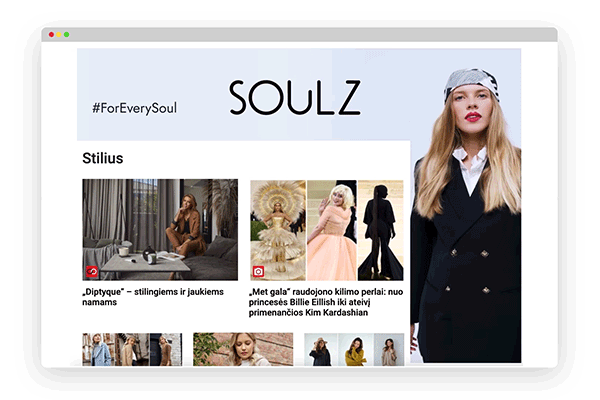 #ForEverySoul
SOULZ
Stilius
„Diptyque“ – stilingiems ir jaukiems
namams
„Met gala“ raudojono kilimo perlai: nuo
princesės Billie Eillish iki ateivį
primenančios Kim Kardashian